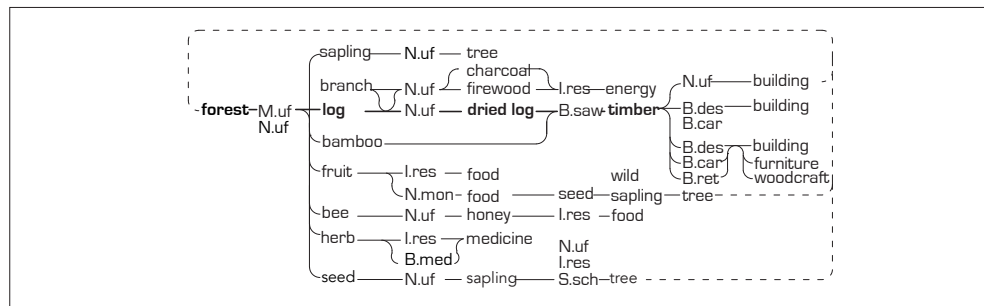 sapling N.uf tree
charcoal
branch N.uf firewood I.res energy N.uf building
forest M.uf log N.uf dried log B.saw timber B.des building
N.uf B.car
bamboo B.des building
fruit I.res food wild B.car furniture
N.mon food seed sapling B.ret woodcraft
tree
bee N.uf honey I.res food
herb I.res medicine N.uf
B.med I.res
seed N.uf sapling S.sch tree